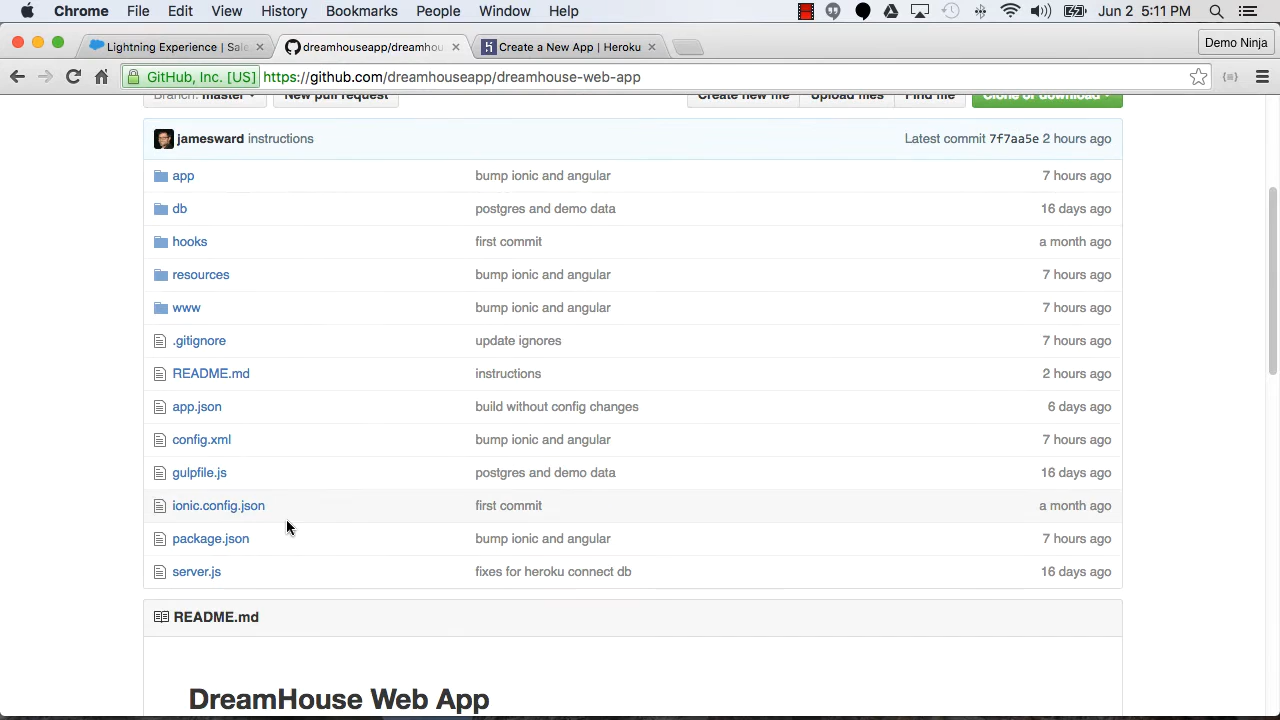 Chrome File Edit View History Bookmarks People Window Help Jun 2 5:11 PM
Lightning Experience | Sale
dreamhouseapp/dreamhou
Create a New App | Heroku
Demo Ninja
GitHub, Inc. [US] https://github.com/dreamhouseapp/dreamhouse-web-app
Branch: master New pull request Create new file Upload files Find file Clone or download
jamesward instructions Latest commit 7f7aa5e 2 hours ago
app bump ionic and angular 7 hours ago
db postgres and demo data 16 days ago
hooks first commit a month ago
resources bump ionic and angular 7 hours ago
www bump ionic and angular 7 hours ago
.gitignore update ignores 7 hours ago
README.md instructions 2 hours ago
app.json build without config changes 6 days ago
config.xml bump ionic and angular 7 hours ago
gulpfile.js postgres and demo data 16 days ago
ionic.config.json first commit a month ago
package.json bump ionic and angular 7 hours ago
server.js fixes for heroku connect db 16 days ago
README.md
DreamHouse Web App